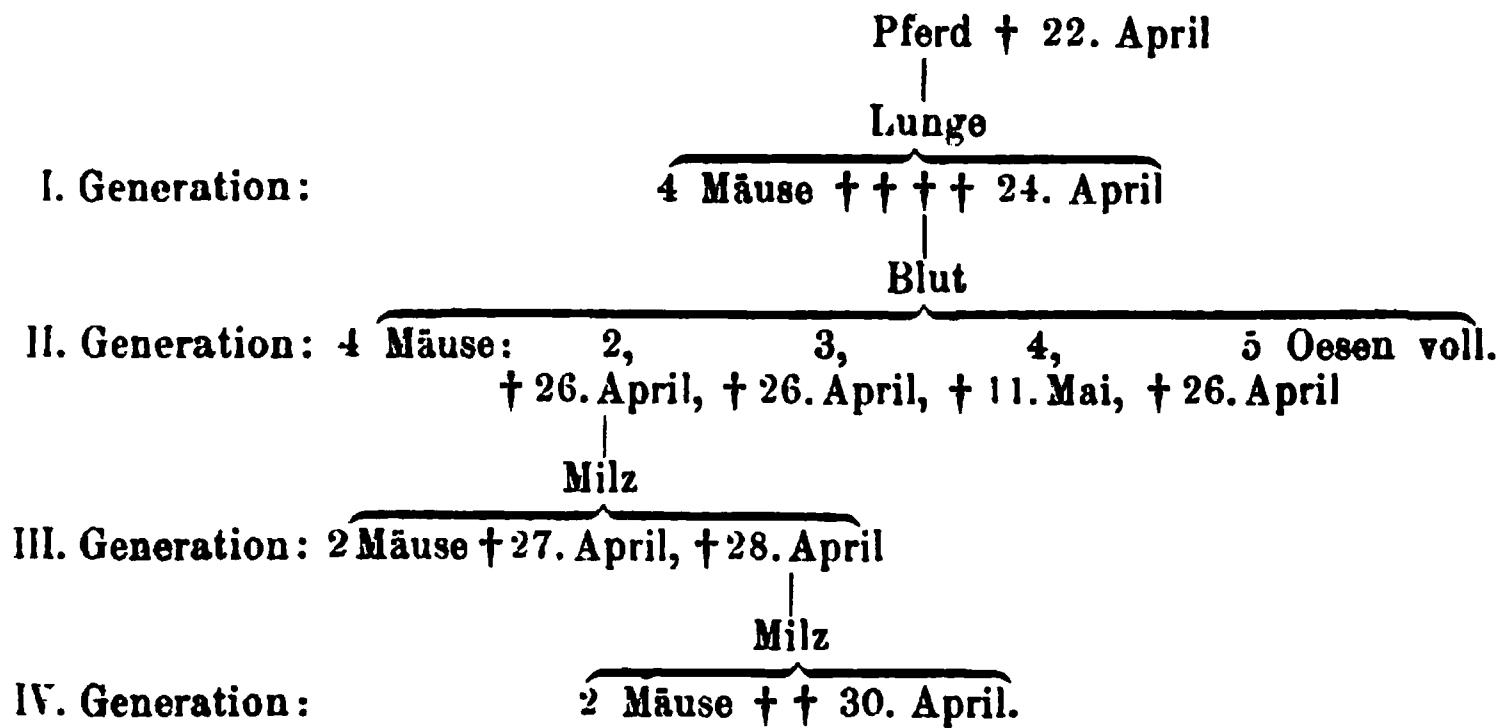 Pferd † 22. April
Lunge
I. Generation: 4 Mäuse † † † † 24. April
Blut
II. Generation: 4 Mäuse: 2, 3, 4, 5 Oesen voll.
† 26. April, † 26. April, † 11. Mai, † 26. April
Milz
III. Generation: 2 Mäuse † 27. April, † 28. April
Milz
IV. Generation: 2 Mäuse † † 30. April.